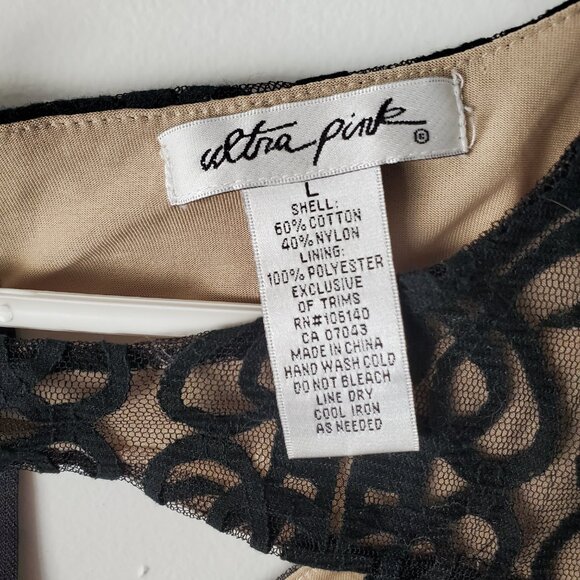 ultra pink ®
L
SHELL:
60% COTTON
40% NYLON
LINING:
100% POLYESTER
EXCLUSIVE
OF TRIMS
RN#105140
CA 07043
MADE IN CHINA
HAND WASH COLD
DO NOT BLEACH
LINE DRY
COOL IRON
AS NEEDED